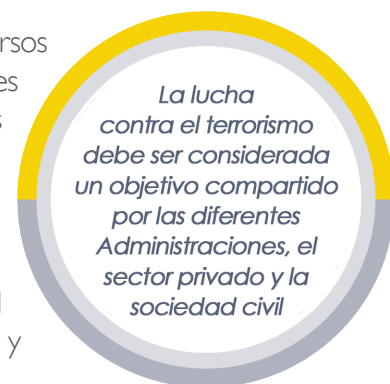 La lucha
contra el terrorismo
debe ser considerada
un objetivo compartido
por las diferentes
Administraciones, el
sector privado y la
sociedad civil
y